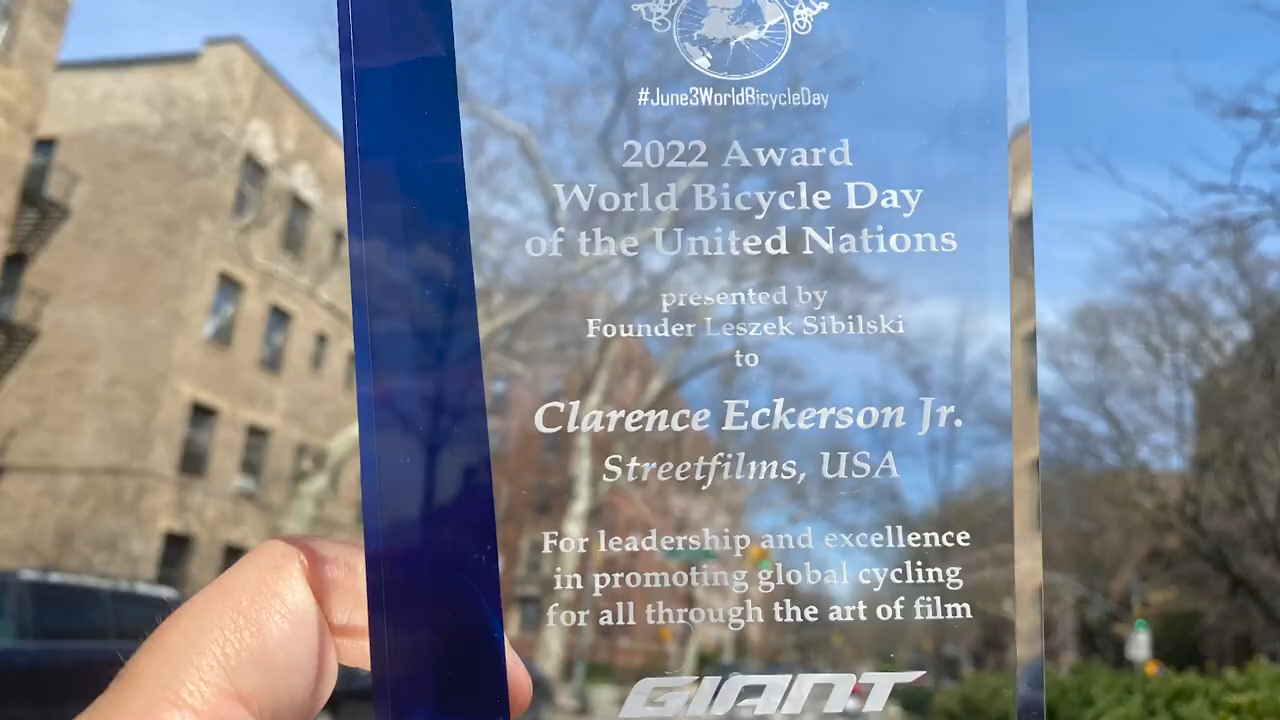 #June3WorldBicycleDay
2022 Award
World Bicycle Day
of the United Nations
presented by
Founder Leszek Sibilski
to
Clarence Eckerson Jr.
Streetfilms, USA
For leadership and excellence
in promoting global cycling
for all through the art of film
GIANT